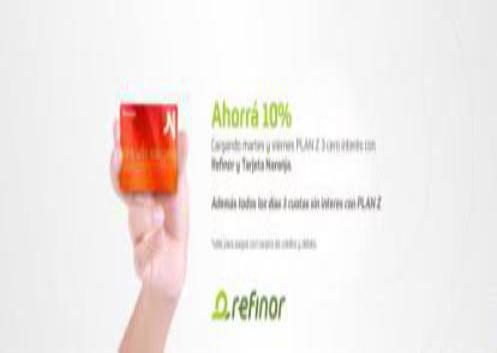 Ahorrá 10%
Cargando martes y viernes PLAN Z 3 cero interés con
Refinor y Tarjeta Naranja.
Además todos los días 3 cuotas sin interés con PLAN Z
refinor